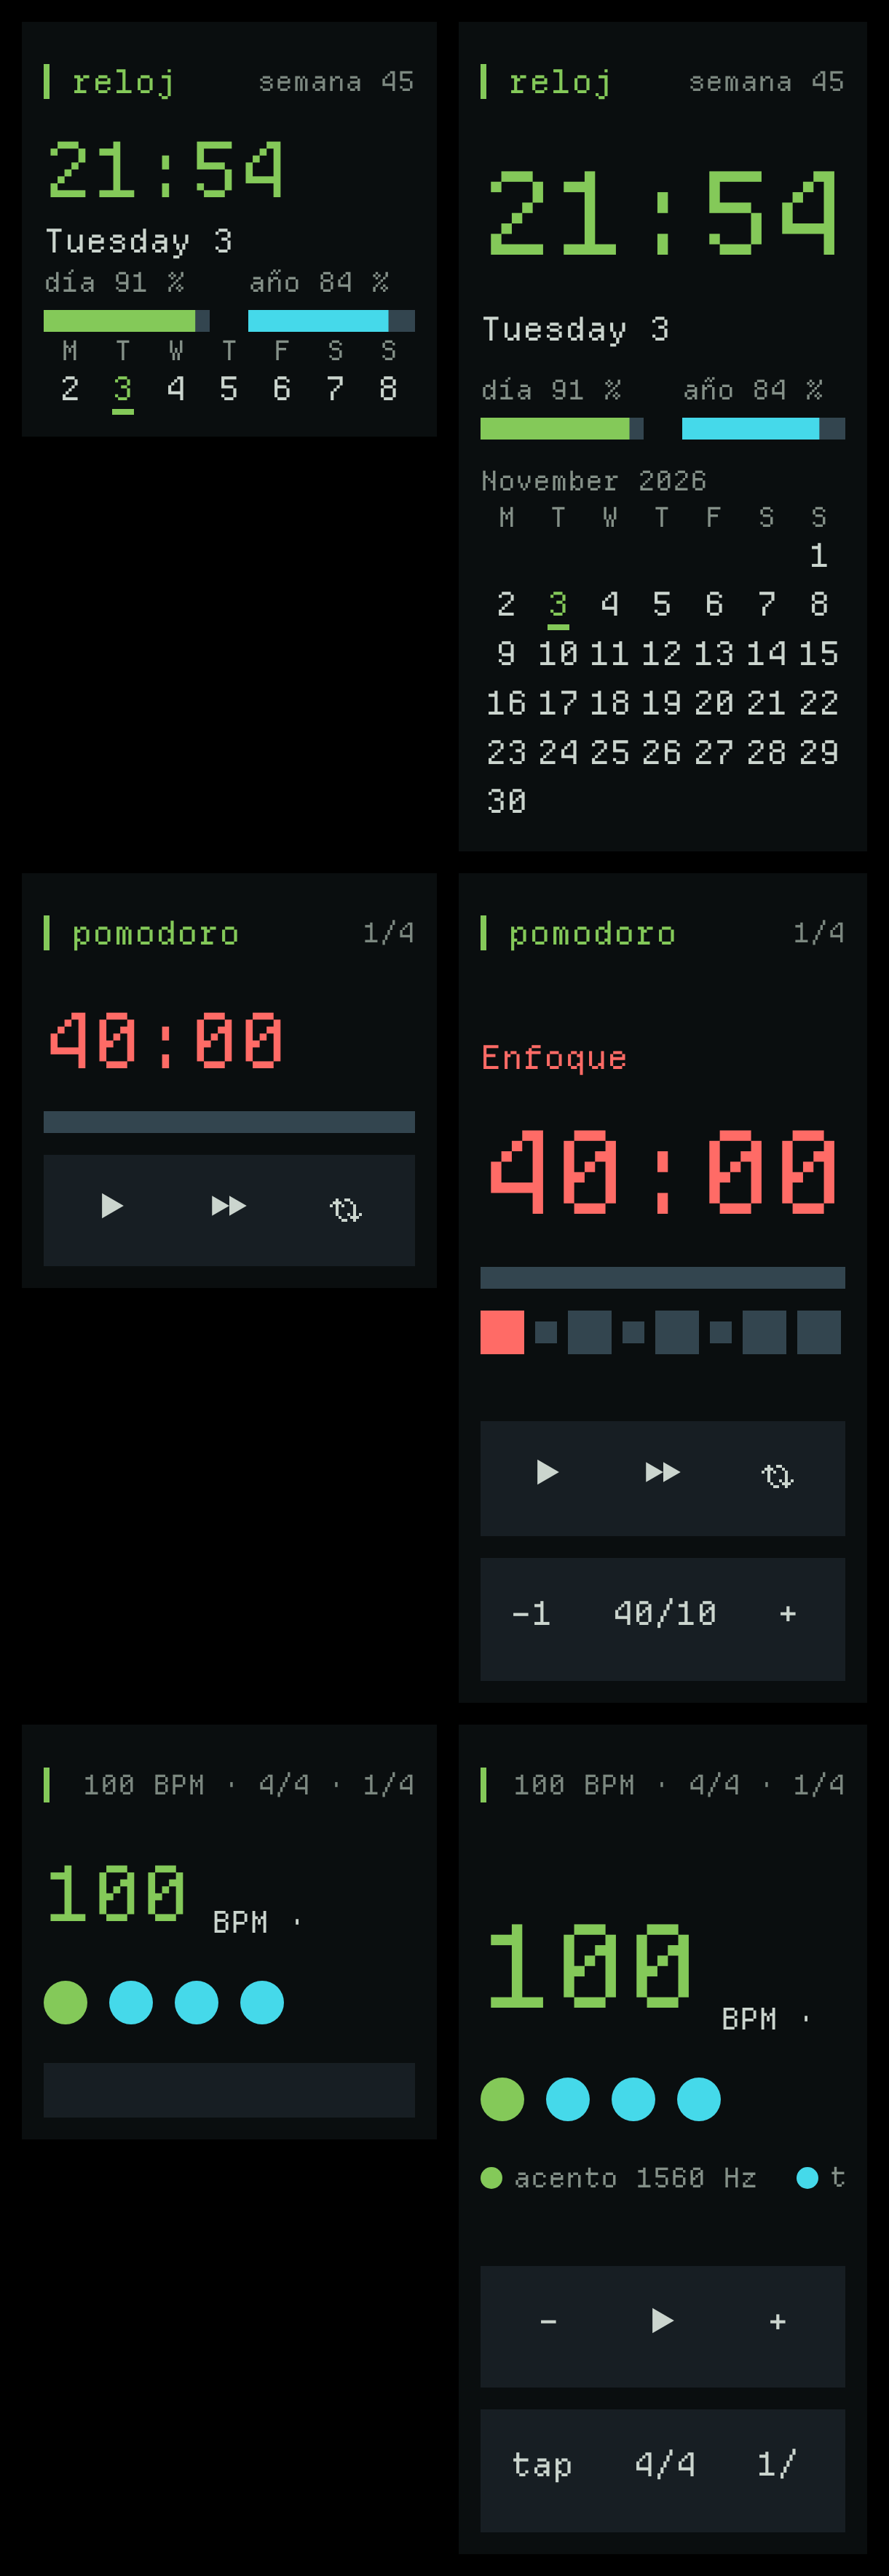 reloj semana 45
21:54
Tuesday 3
día 91 % año 84 %
M T W T F S S
2 3 4 5 6 7 8
reloj semana 45
21:54
Tuesday 3
día 91 % año 84 %
November 2026
M T W T F S S
1
2 3 4 5 6 7 8
9 10 11 12 13 14 15
16 17 18 19 20 21 22
23 24 25 26 27 28 29
30
pomodoro 1/4
40:00
pomodoro 1/4
Enfoque
40:00
-1 40/10 +
100 BPM · 4/4 · 1/4
100 BPM ·
100 BPM · 4/4 · 1/4
100 BPM ·
acento 1560 Hz t
- +
tap 4/4 1/